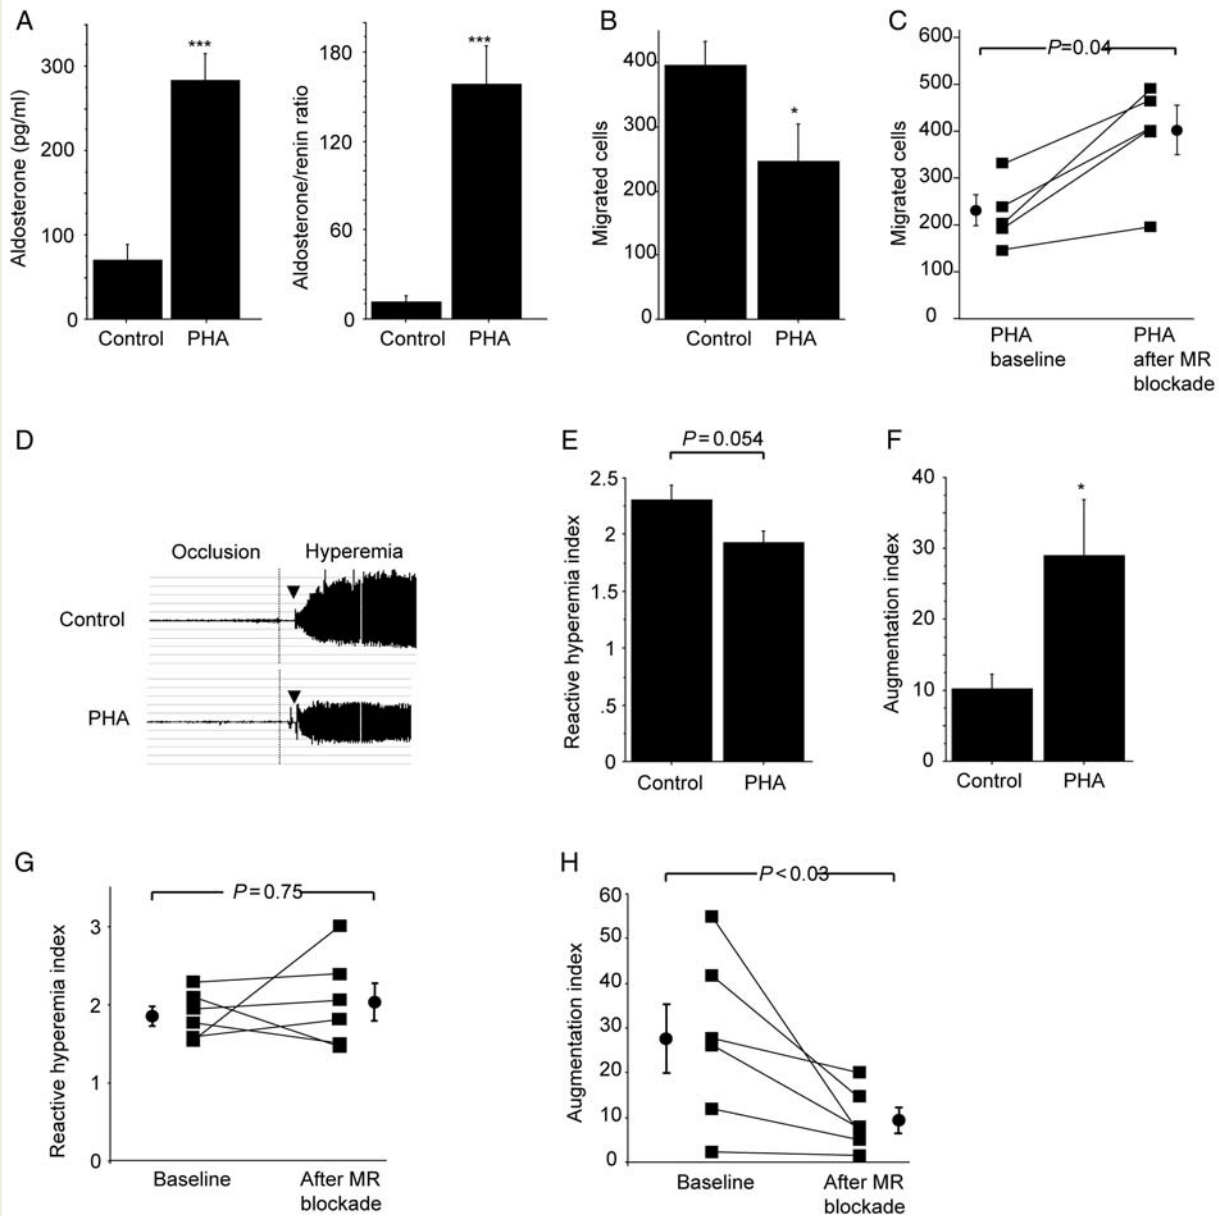 A
Aldosterone (pg/ml)
300
200
100
0
***
Control PHA
Aldosterone/renin ratio
180
120
60
0
***
Control PHA
B
Migrated cells
400
300
200
100
0
*
Control PHA
C
Migrated cells
600
500
400
300
200
100
0
P=0.04
PHA
baseline
PHA
after MR
blockade
D
Occlusion Hyperemia
Control
PHA
E
P=0.054
Reactive hyperemia index
2.5
2
1.5
1
.5
0
Control PHA
F
Augmentation index
40
30
20
10
0
*
Control PHA
G
P=0.75
Reactive hyperemia index
3
2
1
0
Baseline
After MR
blockade
H
P<0.03
Augmentation index
60
50
40
30
20
10
0
Baseline
After MR
blockade